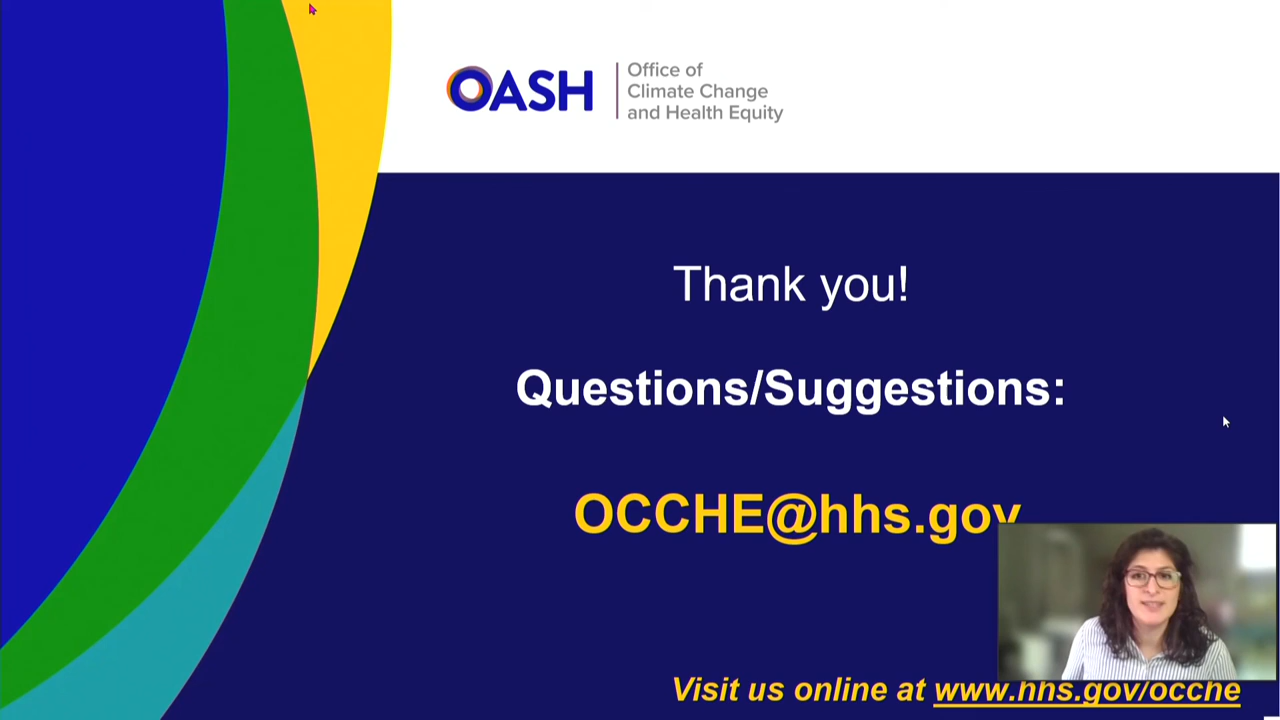 OASH
Office of
Climate Change
and Health Equity
Thank you!
Questions/Suggestions:
OCCHE@hhs.gov
Visit us online at www.hhs.gov/ocche